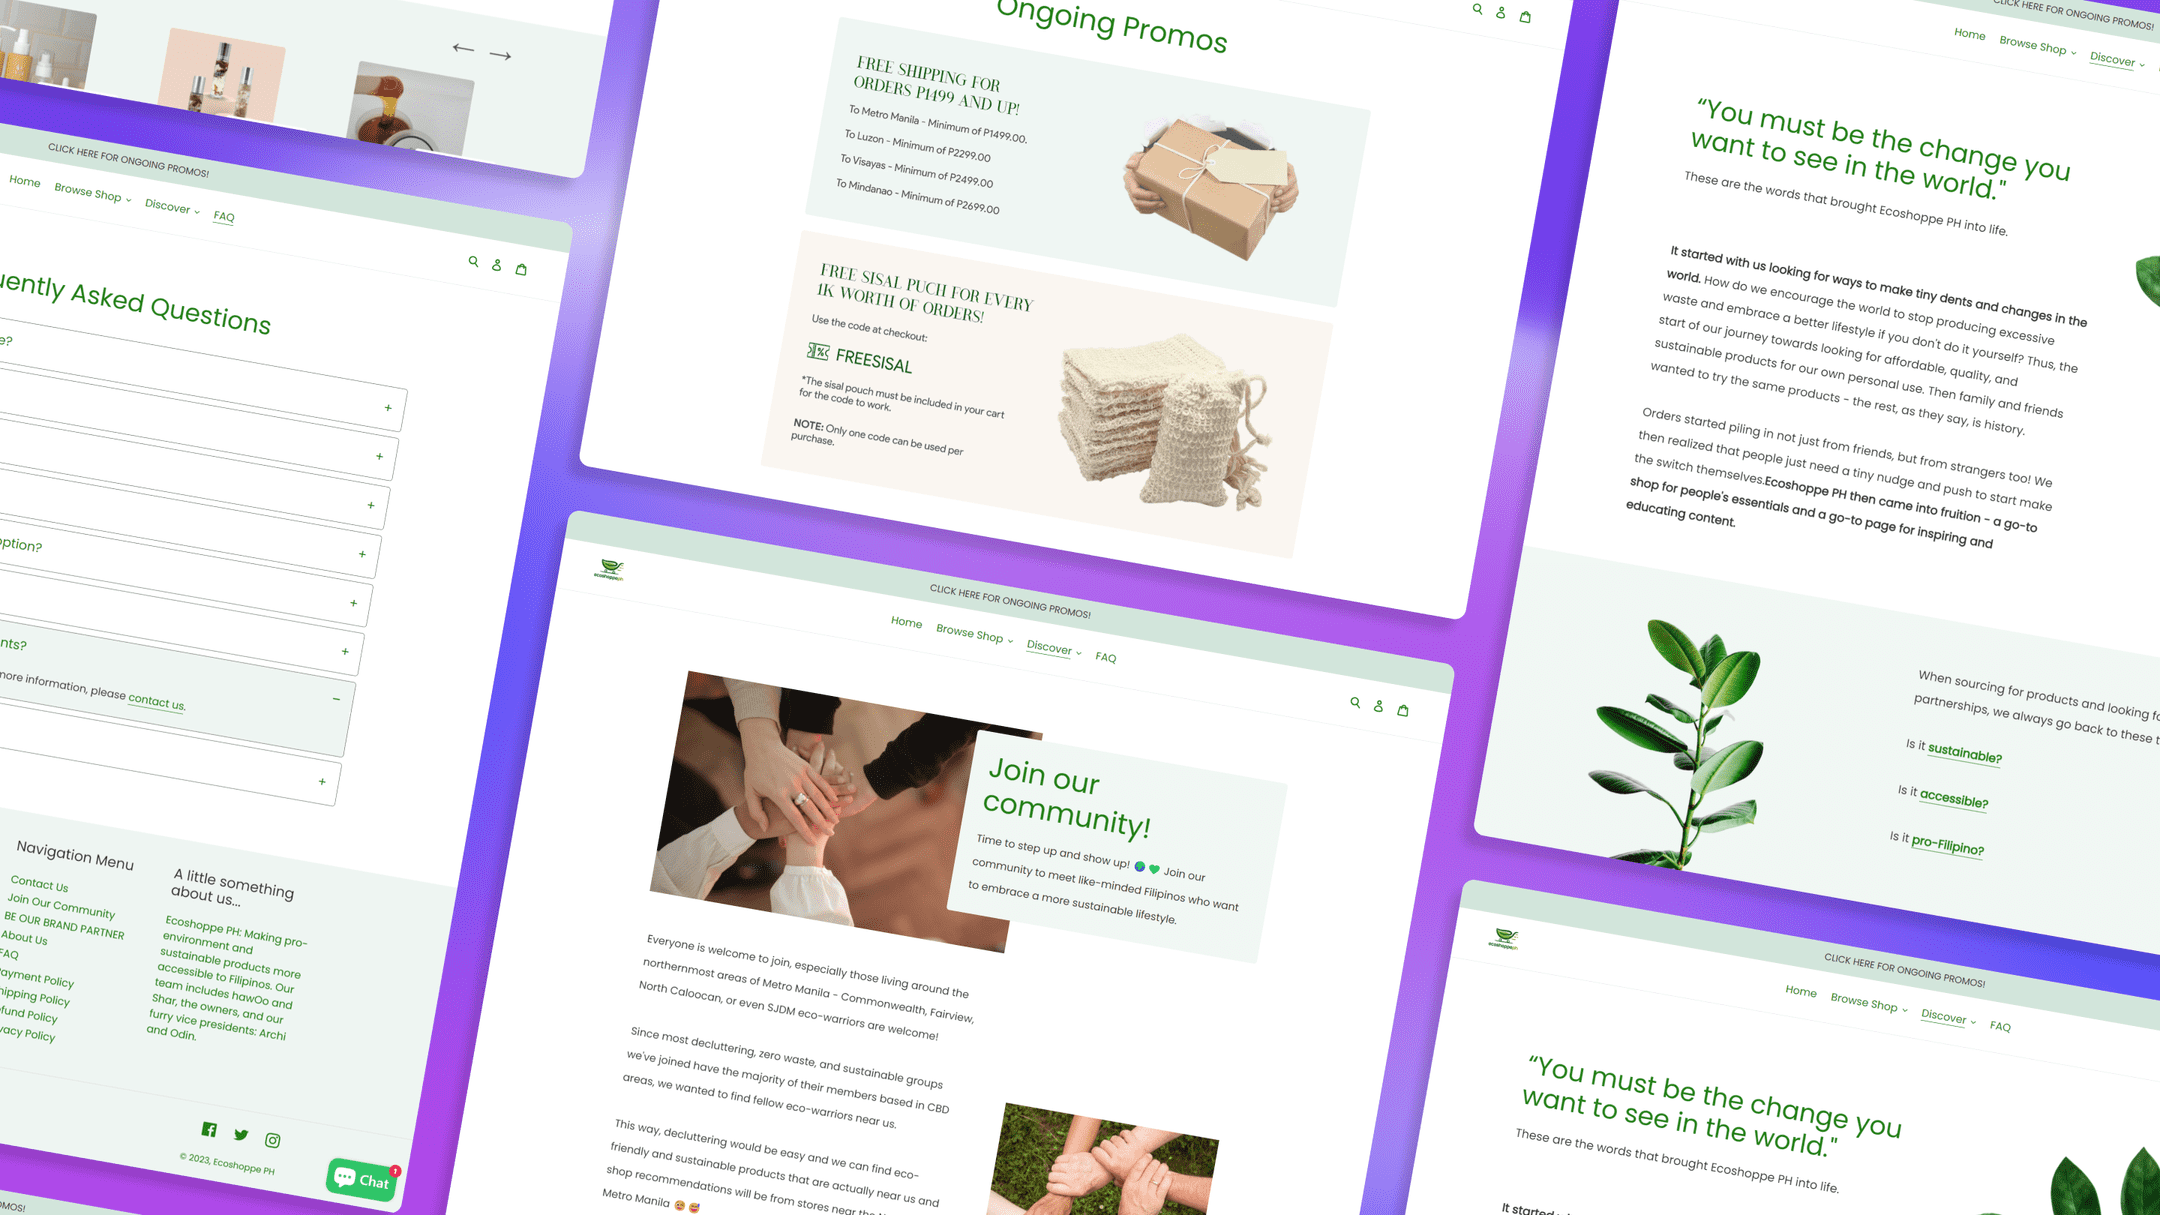 CLICK HERE FOR ONGOING PROMOS!
Home Browse Shop Discover FAQ
Asked Questions
more information, please contact us.
Navigation Menu
Contact Us
Join Our Community
BE OUR BRAND PARTNER
About Us
FAQ
Payment Policy
Shipping Policy
Refund Policy
Privacy Policy
A little something
about us...
Ecoshoppe PH: Making pro-
environment and
sustainable products more
accessible to Filipinos. Our
team includes hawOo and
Shar, the owners, and our
furry vice presidents: Archi
and Odin.
© 2023, Ecoshoppe PH
Chat
1
PROMOS!
Ongoing Promos
FREE SHIPPING FOR
ORDERS P1499 AND UP!
To Metro Manila - Minimum of P1499.00.
To Luzon - Minimum of P2299.00
To Visayas - Minimum of P2499.00
To Mindanao - Minimum of P2699.00
FREE SISAL PUCH FOR EVERY
1K WORTH OF ORDERS!
Use the code at checkout:
% FREESISAL
*The sisal pouch must be included in your cart
for the code to work.
NOTE: Only one code can be used per
purchase.
ecoshoppeph
CLICK HERE FOR ONGOING PROMOS!
Home Browse Shop Discover FAQ
Join our
community!
Time to step up and show up! 🌎 💚 Join our
community to meet like-minded Filipinos who want
to embrace a more sustainable lifestyle.
Everyone is welcome to join, especially those living around the
northernmost areas of Metro Manila - Commonwealth, Fairview,
North Caloocan, or even SJDM eco-warriors are welcome!
Since most decluttering, zero waste, and sustainable groups
we've joined have the majority of their members based in CBD
areas, we wanted to find fellow eco-warriors near us.
This way, decluttering would be easy and we can find eco-
friendly and sustainable products that are actually near us and
shop recommendations will be from stores near the
Metro Manila
CLICK HERE FOR ONGOING PROMOS!
Home Browse Shop Discover
“You must be the change you
want to see in the world."
These are the words that brought Ecoshoppe PH into life.
It started with us looking for ways to make tiny dents and changes in the
world. How do we encourage the world to stop producing excessive
waste and embrace a better lifestyle if you don't do it yourself? Thus, the
start of our journey towards looking for affordable, quality, and
sustainable products for our own personal use. Then family and friends
wanted to try the same products - the rest, as they say, is history.
Orders started piling in not just from friends, but from strangers too! We
then realized that people just need a tiny nudge and push to start make
the switch themselves.Ecoshoppe PH then came into fruition - a go-to
shop for people's essentials and a go-to page for inspiring and
educating content.
When sourcing for products and looking
partnerships, we always go back to these
Is it sustainable?
Is it accessible?
Is it pro-Filipino?
ecoshoppeph
CLICK HERE FOR ONGOING PROMOS!
Home Browse Shop Discover FAQ
“You must be the change you
want to see in the world."
These are the words that brought Ecoshoppe PH into life.
It started